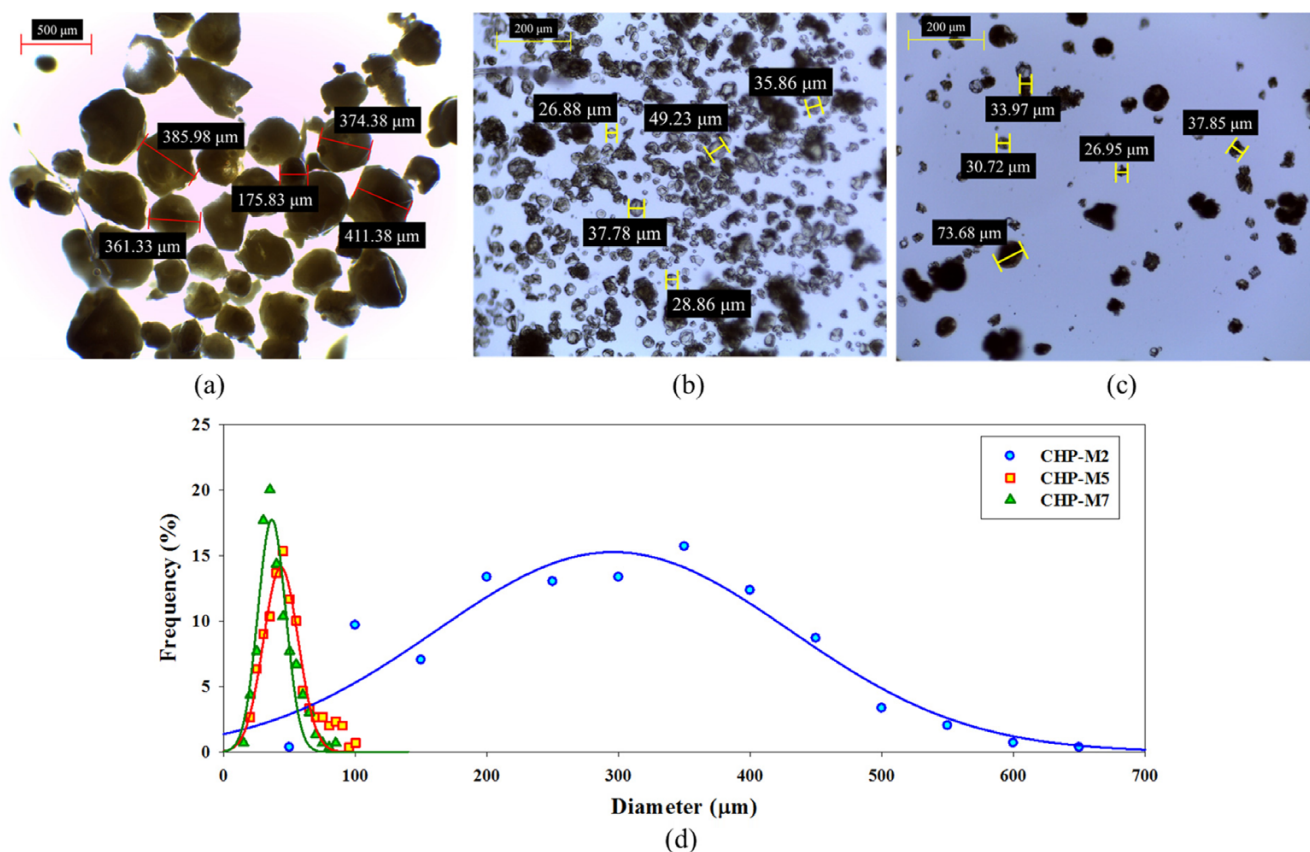 500 µm
385.98 µm
374.38 µm
175.83 µm
361.33 µm
411.38 µm
(a)
200 µm
35.86 µm
26.88 µm
49.23 µm
37.78 µm
28.86 µm
(b)
200 µm
33.97 µm
37.85 µm
30.72 µm
26.95 µm
73.68 µm
(c)
25
20
15
10
5
0
Frequency (%)
CHP-M2
CHP-M5
CHP-M7
0 100 200 300 400 500 600 700
Diameter (µm)
(d)